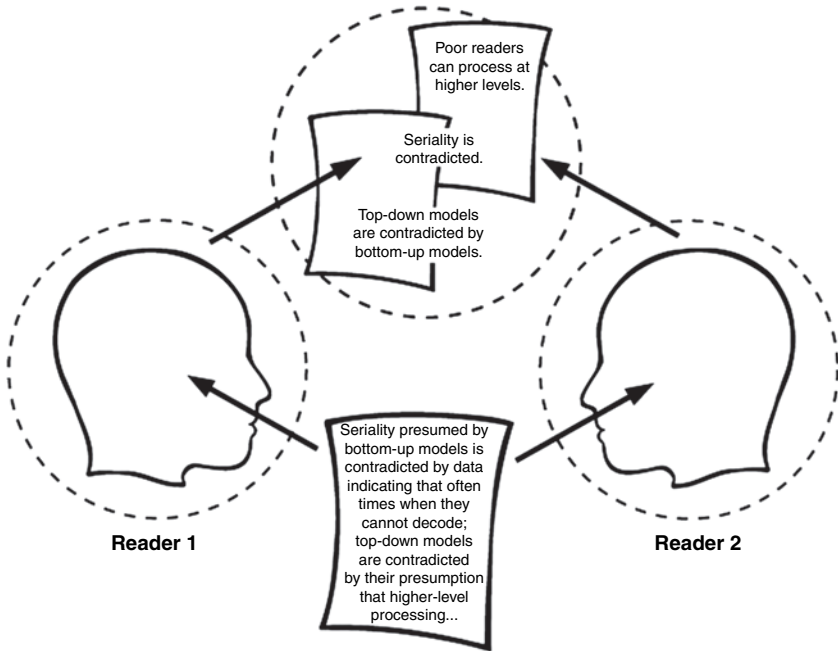 Poor readers
can process at
higher levels.
Seriality is
contradicted.
Top-down models
are contradicted by
bottom-up models.
Seriality presumed by
bottom-up models is
contradicted by data
indicating that often
times when they
cannot decode;
top-down models
are contradicted
by their presumption
that higher-level
processing...
Reader 1
Reader 2